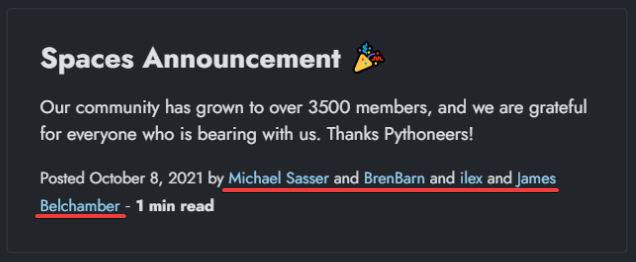 Spaces Announcement 🎉
Our community has grown to over 3500 members, and we are grateful
for everyone who is bearing with us. Thanks Pythoneers!
Posted October 8, 2021 by Michael Sasser and BrenBarn and ilex and James
Belchamber - 1 min read